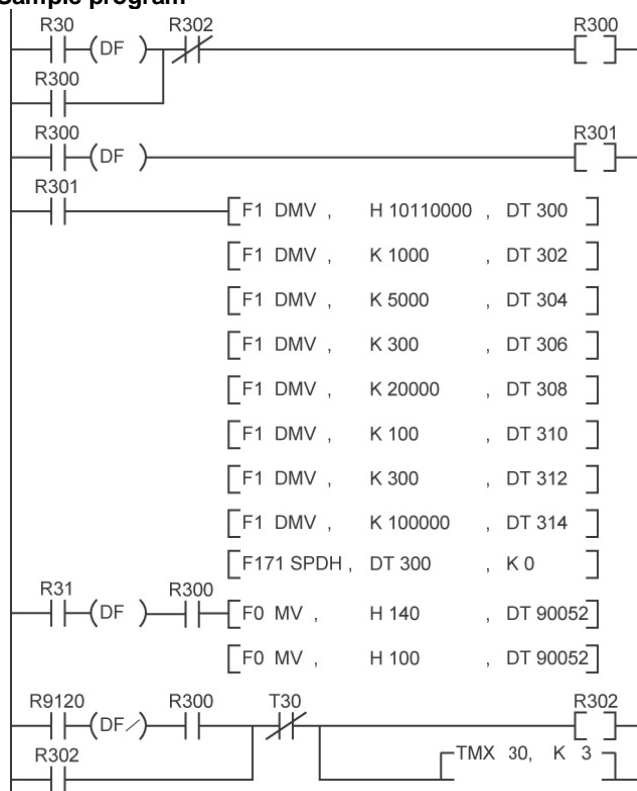 Sample program
R30 R302 R300
(DF )
R300
R300 R301
(DF )
R301
F1 DMV , H 10110000 , DT 300
F1 DMV , K 1000 , DT 302
F1 DMV , K 5000 , DT 304
F1 DMV , K 300 , DT 306
F1 DMV , K 20000 , DT 308
F1 DMV , K 100 , DT 310
F1 DMV , K 300 , DT 312
F1 DMV , K 100000 , DT 314
F171 SPDH , DT 300 , K 0
R31 R300
(DF ) F0 MV , H 140 , DT 90052
F0 MV , H 100 , DT 90052
R9120 R300 T30 R302
(DF/)
R302
TMX 30, K 3